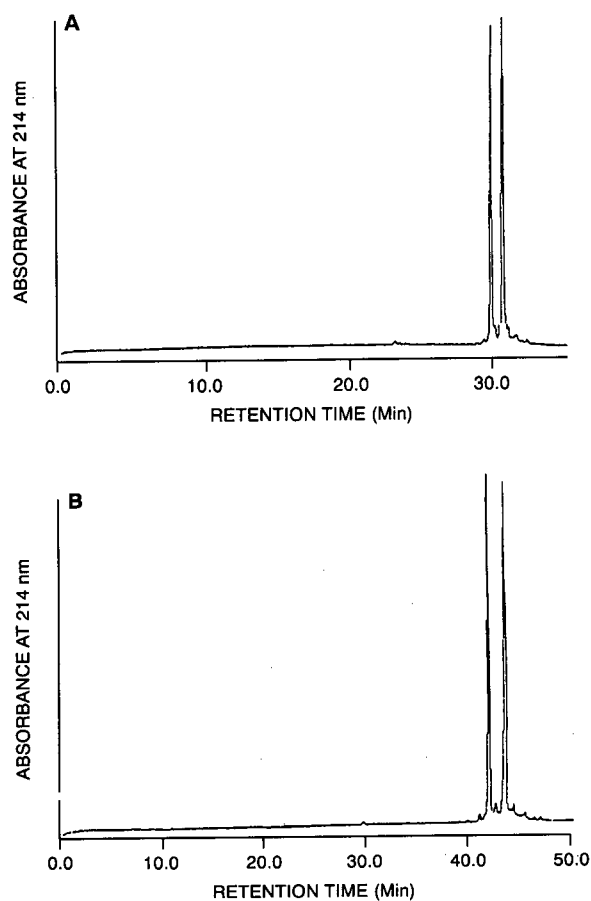 A
ABSORBANCE AT 214 nm
0.0 10.0 20.0 30.0
RETENTION TIME (Min)
B
ABSORBANCE AT 214 nm
0.0 10.0 20.0 30.0 40.0 50.0
RETENTION TIME (Min)